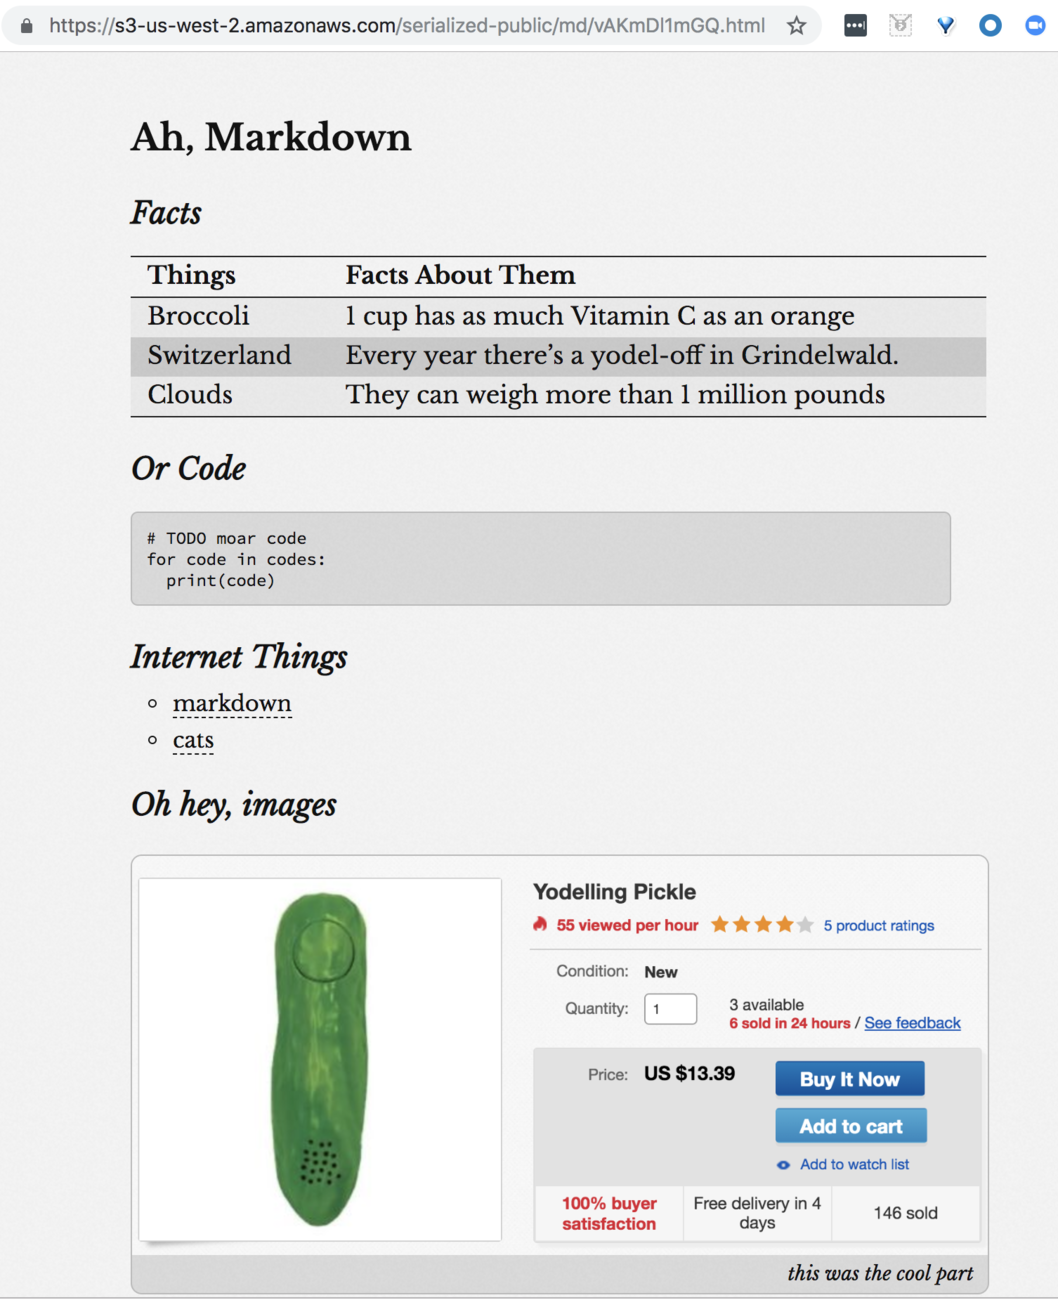 https://s3-us-west-2.amazonaws.com/serialized-public/md/vAKmDl1mGQ.html
Ah, Markdown
Facts
Things Facts About Them
Broccoli 1 cup has as much Vitamin C as an orange
Switzerland Every year there’s a yodel-off in Grindelwald.
Clouds They can weigh more than 1 million pounds
Or Code
# TODO moar code
for code in codes:
  print(code)
Internet Things
markdown
cats
Oh hey, images
Yodelling Pickle
55 viewed per hour 5 product ratings
Condition: New
Quantity: 1 3 available
6 sold in 24 hours / See feedback
Price: US $13.39 Buy It Now
Add to cart
Add to watch list
100% buyer satisfaction
Free delivery in 4 days
146 sold
this was the cool part